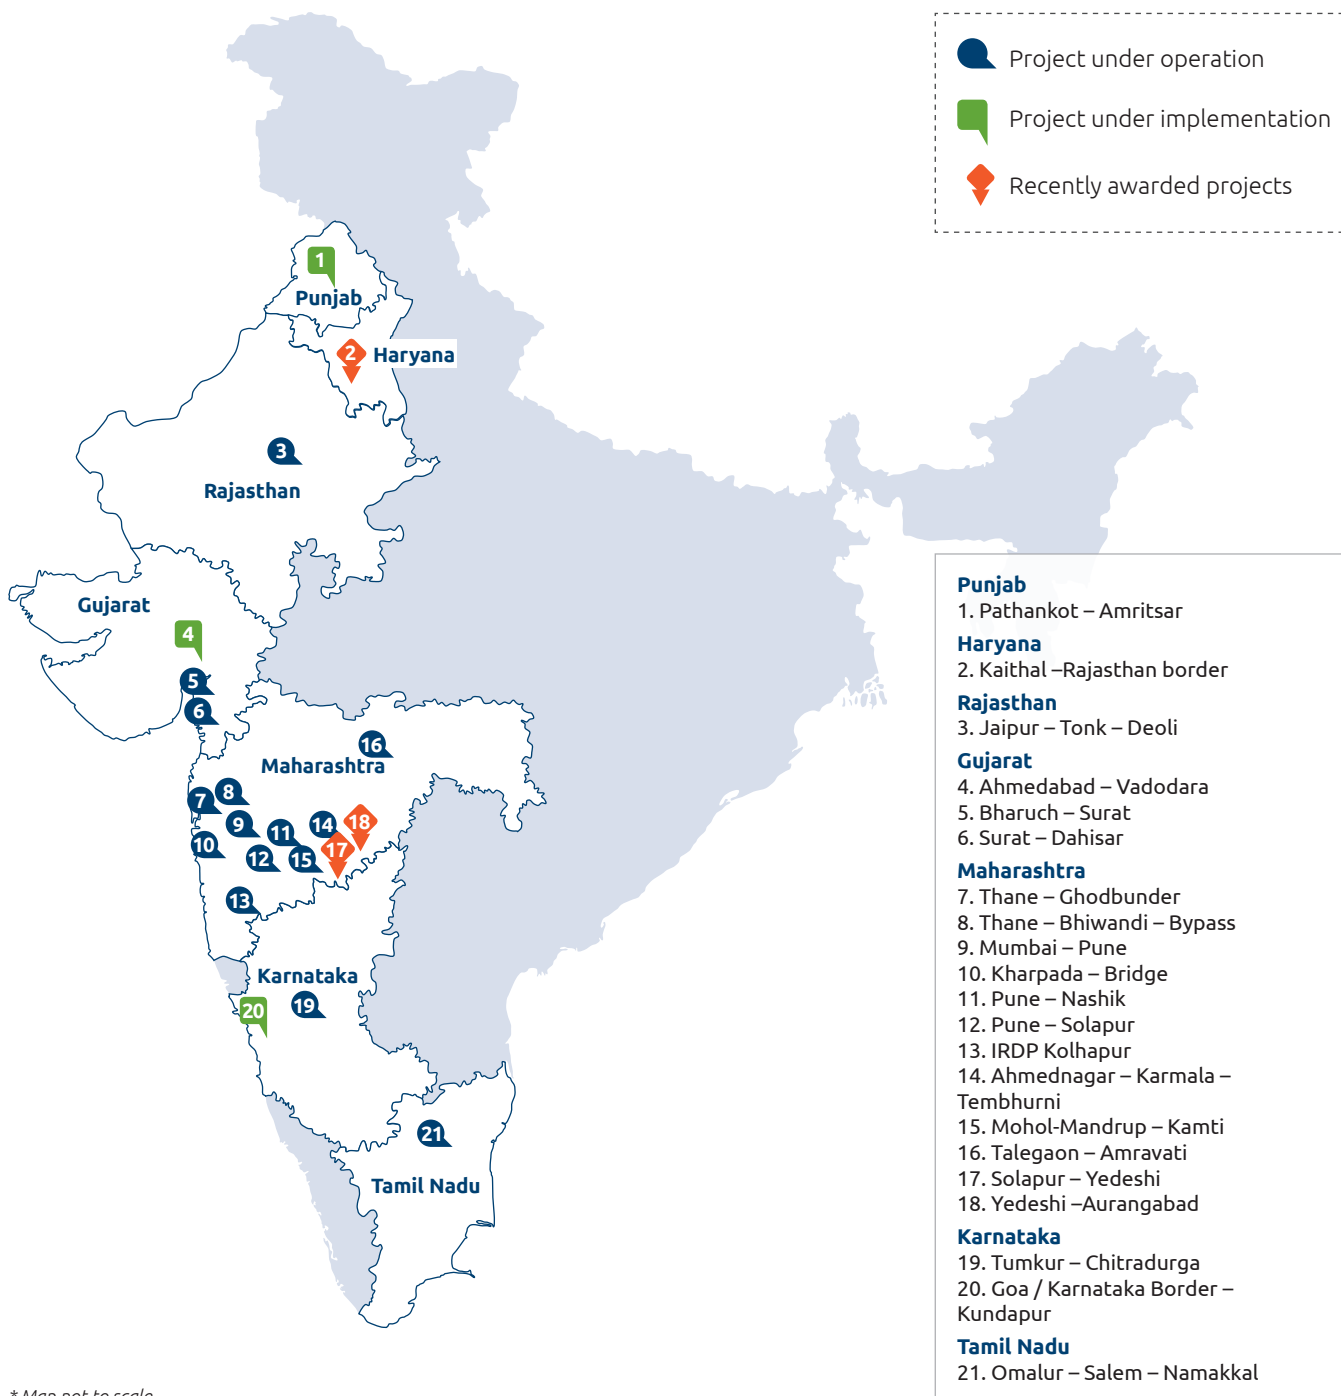 Project under operation
Project under implementation
Recently awarded projects
1
Punjab
2
Haryana
3
Rajasthan
Gujarat
4
5
6
16
Maharashtra
7
8
9
10
11
12
13
14
15
17
18
Karnataka
19
20
21
Tamil Nadu
Punjab
1. Pathankot – Amritsar
Haryana
2. Kaithal –Rajasthan border
Rajasthan
3. Jaipur – Tonk – Deoli
Gujarat
4. Ahmedabad – Vadodara
5. Bharuch – Surat
6. Surat – Dahisar
Maharashtra
7. Thane – Ghodbunder
8. Thane – Bhiwandi – Bypass
9. Mumbai – Pune
10. Kharpada – Bridge
11. Pune – Nashik
12. Pune – Solapur
13. IRDP Kolhapur
14. Ahmednagar – Karmala –
Tembhurni
15. Mohol-Mandrup – Kamti
16. Talegaon – Amravati
17. Solapur – Yedeshi
18. Yedeshi –Aurangabad
Karnataka
19. Tumkur – Chitradurga
20. Goa / Karnataka Border –
Kundapur
Tamil Nadu
21. Omalur – Salem – Namakkal
* Map not to scale